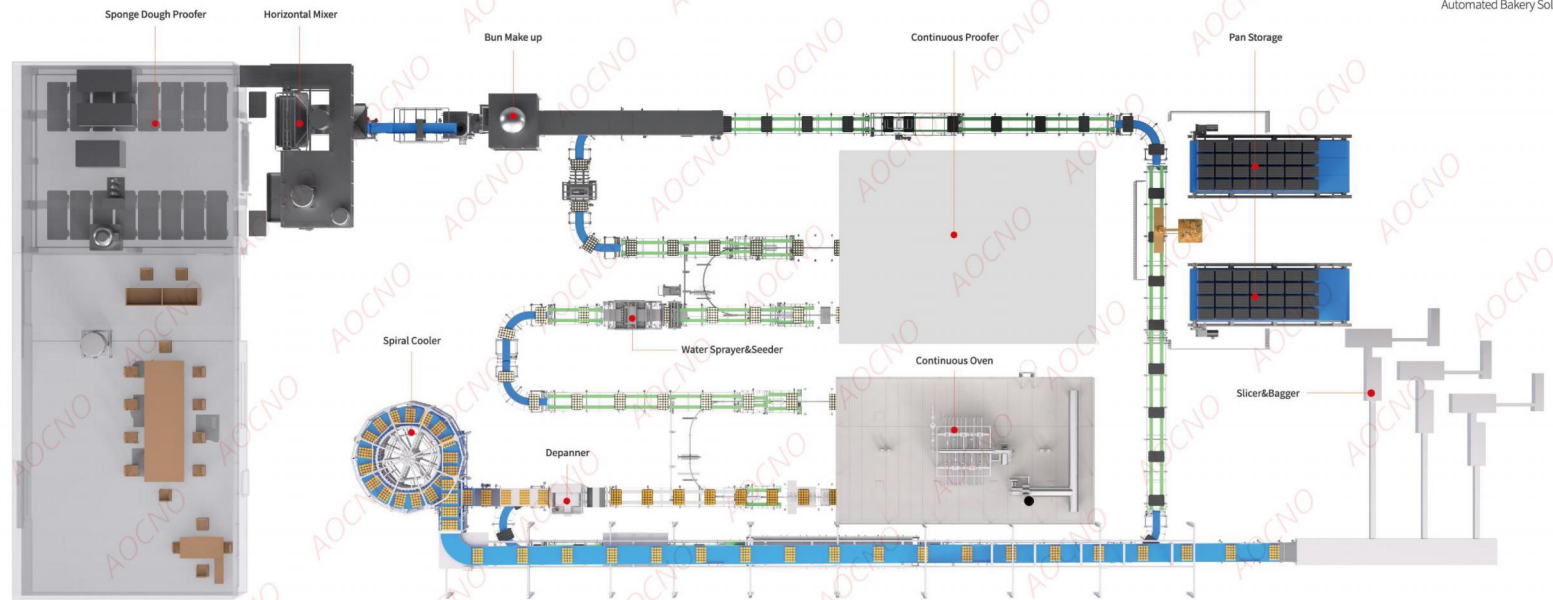 Automated Bakery Sol
Sponge Dough Proofer
Horizontal Mixer
Bun Make up
Continuous Proofer
Pan Storage
Spiral Cooler
Water Sprayer&Seeder
Continuous Oven
Slicer&Bagger
Depanner
AOCNO